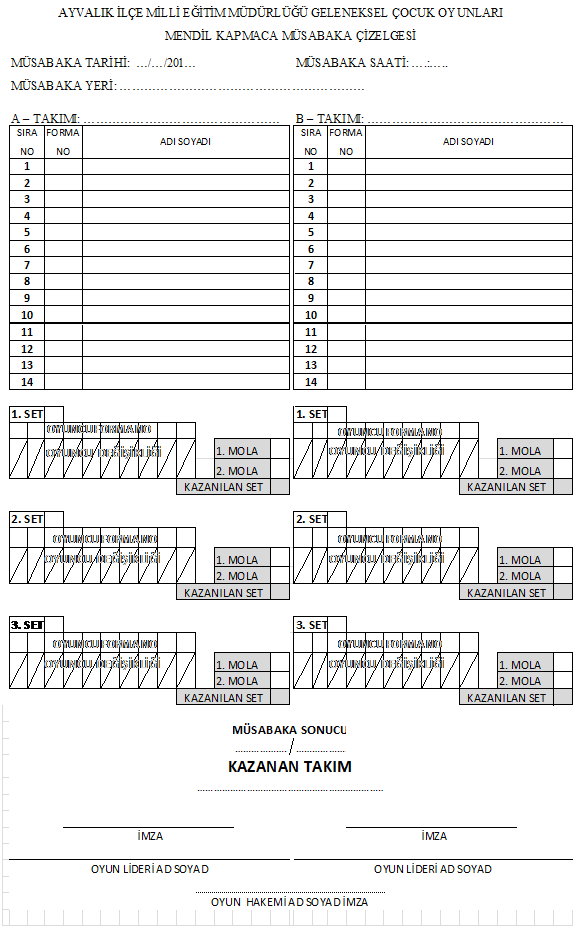 AYVALIK İLÇE MİLLİ EĞİTİM MÜDÜRLÜĞÜ GELENEKSEL ÇOCUK OYUNLARI
MENDİL KAPMACA MÜSABAKA ÇİZELGESİ
MÜSABAKA TARİHİ: …/…/201… MÜSABAKA SAATİ: ….:…..
MÜSABAKA YERİ: ……………………………………………………
A – TAKIMI: ………………………………………… B – TAKIMI: …………………………………………
SIRA NO FORMA NO ADI SOYADI SIRA NO FORMA NO ADI SOYADI
1 1
2 2
3 3
4 4
5 5
6 6
7 7
8 8
9 9
10 10
11 11
12 12
13 13
14 14
1. SET 1. SET
OYUNCU FORMA NO OYUNCU FORMA NO
OYUNCU DEĞİŞİKLİĞİ 1. MOLA OYUNCU DEĞİŞİKLİĞİ 1. MOLA
2. MOLA 2. MOLA
KAZANILAN SET KAZANILAN SET
2. SET 2. SET
OYUNCU FORMA NO OYUNCU FORMA NO
OYUNCU DEĞİŞİKLİĞİ 1. MOLA OYUNCU DEĞİŞİKLİĞİ 1. MOLA
2. MOLA 2. MOLA
KAZANILAN SET KAZANILAN SET
3. SET 3. SET
OYUNCU FORMA NO OYUNCU FORMA NO
OYUNCU DEĞİŞİKLİĞİ 1. MOLA OYUNCU DEĞİŞİKLİĞİ 1. MOLA
2. MOLA 2. MOLA
KAZANILAN SET KAZANILAN SET
MÜSABAKA SONUCU
………………. / ………………
KAZANAN TAKIM
……………………………………………………………
İMZA İMZA
OYUN LİDERİ AD SOYAD OYUN LİDERİ AD SOYAD
……………………………………………………………
OYUN HAKEMİ AD SOYAD İMZA